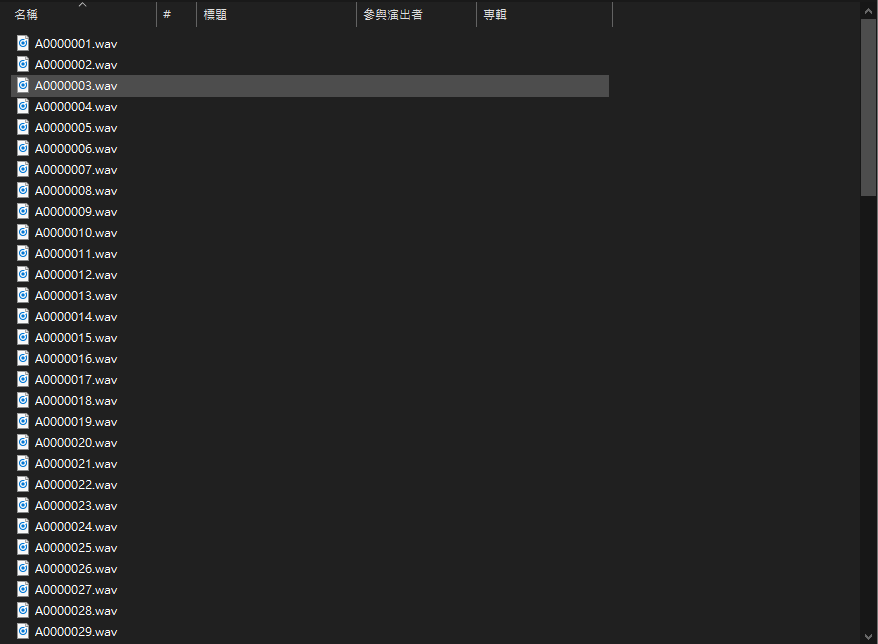 名稱 # 標題 參與演出者 專輯
A0000001.wav
A0000002.wav
A0000003.wav
A0000004.wav
A0000005.wav
A0000006.wav
A0000007.wav
A0000008.wav
A0000009.wav
A0000010.wav
A0000011.wav
A0000012.wav
A0000013.wav
A0000014.wav
A0000015.wav
A0000016.wav
A0000017.wav
A0000018.wav
A0000019.wav
A0000020.wav
A0000021.wav
A0000022.wav
A0000023.wav
A0000024.wav
A0000025.wav
A0000026.wav
A0000027.wav
A0000028.wav
A0000029.wav